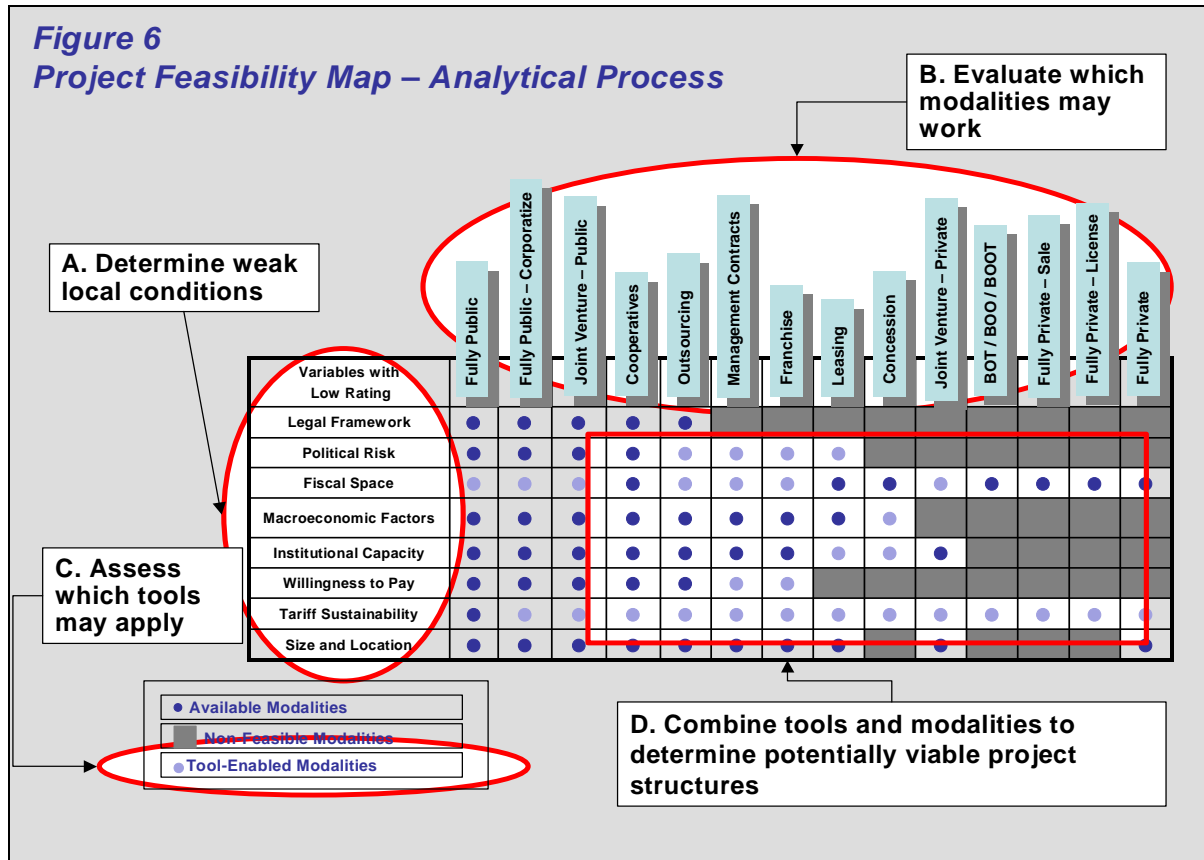 Figure 6
Project Feasibility Map – Analytical Process
B. Evaluate which
modalities may
work
A. Determine weak
local conditions
Fully Public
Fully Public – Corporatize
Joint Venture – Public
Cooperatives
Outsourcing
Management Contracts
Franchise
Leasing
Concession
Joint Venture – Private
BOT / BOO / BOOT
Fully Private – Sale
Fully Private – License
Fully Private
Variables with
Low Rating
Legal Framework
Political Risk
Fiscal Space
Macroeconomic Factors
Institutional Capacity
Willingness to Pay
Tariff Sustainability
Size and Location
C. Assess
which tools
may apply
Available Modalities
Non-Feasible Modalities
Tool-Enabled Modalities
D. Combine tools and modalities to
determine potentially viable project
structures